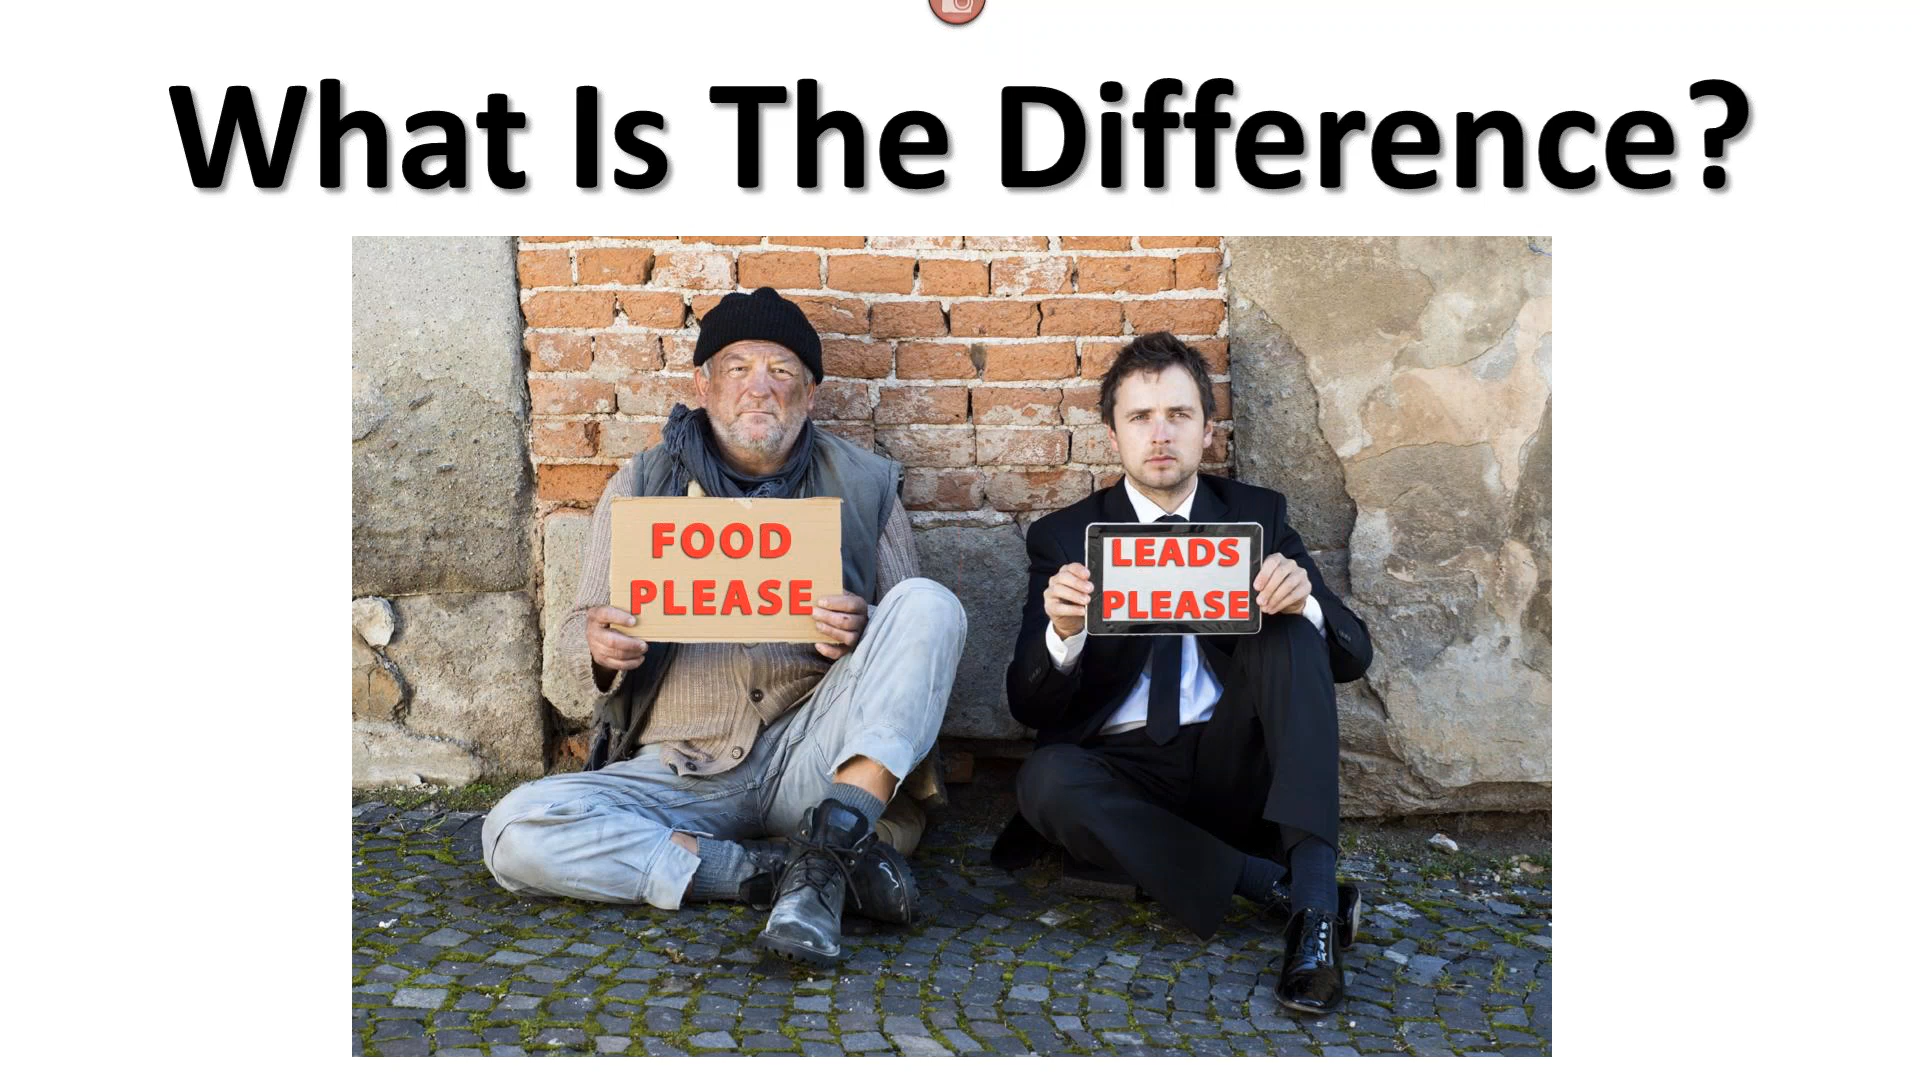 What Is The Difference?
FOOD
PLEASE
LEADS
PLEASE